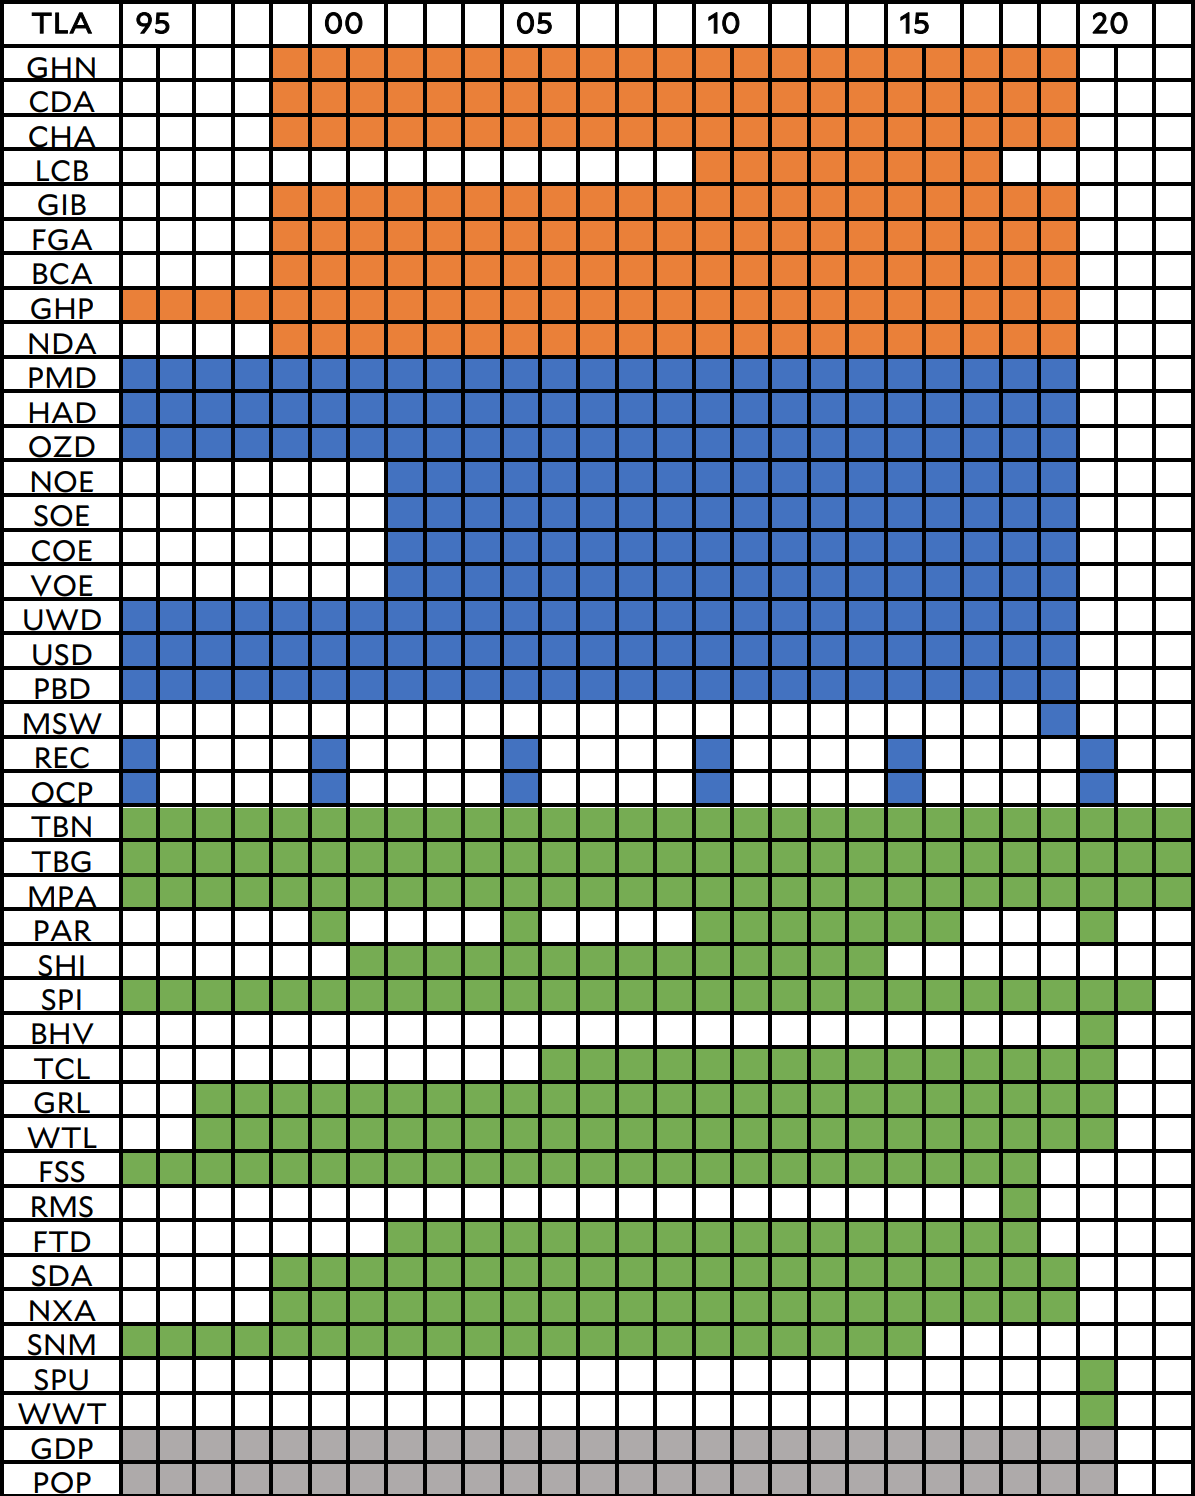 TLA 95 00 05 10 15 20
GHN
CDA
CHA
LCB
GIB
FGA
BCA
GHP
NDA
PMD
HAD
OZD
NOE
SOE
COE
VOE
UWD
USD
PBD
MSW
REC
OCP
TBN
TBG
MPA
PAR
SHI
SPI
BHV
TCL
GRL
WTL
FSS
RMS
FTD
SDA
NXA
SNM
SPU
WWT
GDP
POP